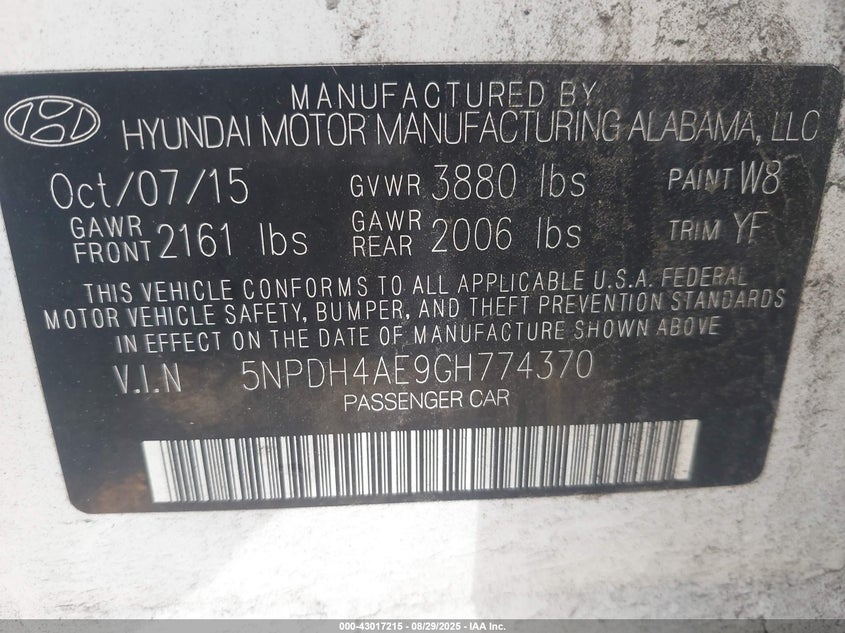 MANUFACTURED BY
HYUNDAI MOTOR MANUFACTURING ALABAMA, LLC
Oct/07/15 GVWR 3880 lbs PAINT W8
GAWR FRONT 2161 lbs GAWR REAR 2006 lbs TRIM YF
THIS VEHICLE CONFORMS TO ALL APPLICABLE U.S.A. FEDERAL
MOTOR VEHICLE SAFETY, BUMPER, AND THEFT PREVENTION STANDARDS
IN EFFECT ON THE DATE OF MANUFACTURE SHOWN ABOVE
V.I.N 5NPDH4AE9GH774370
PASSENGER CAR
000-43017215 - 08/29/2025 - IAA Inc.